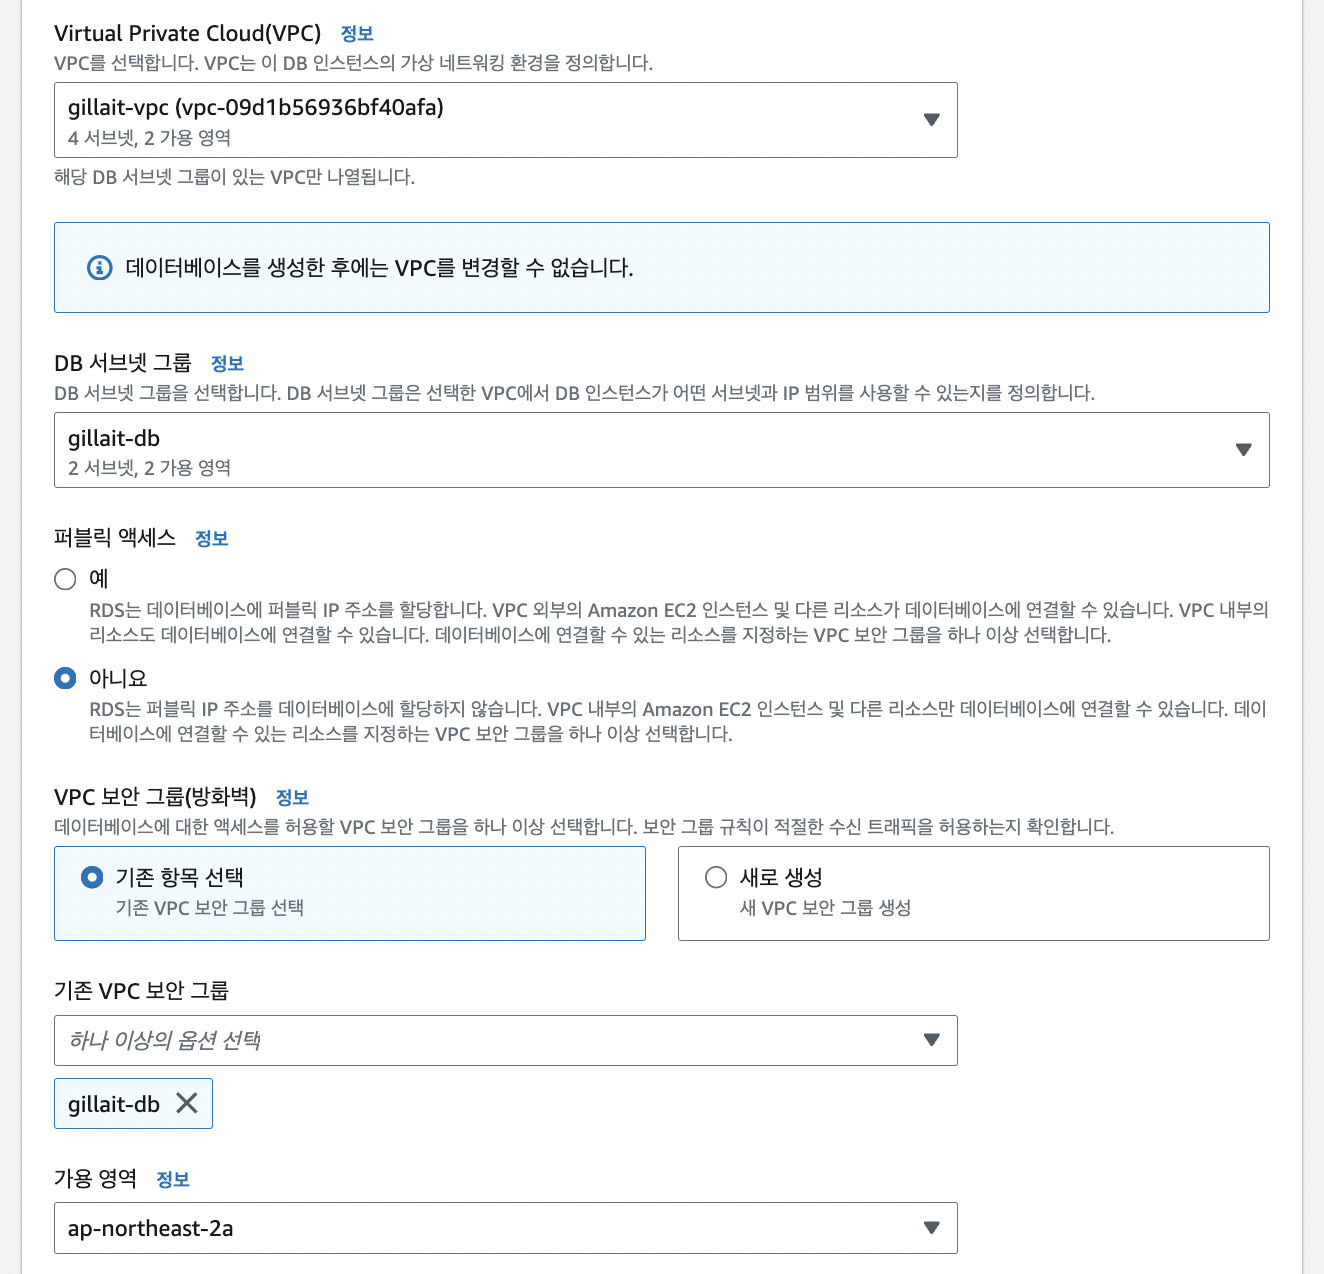 Virtual Private Cloud(VPC) 정보
VPC를 선택합니다. VPC는 이 DB 인스턴스의 가상 네트워킹 환경을 정의합니다.
gillait-vpc (vpc-09d1b56936bf40afa)
4 서브넷, 2 가용 영역
해당 DB 서브넷 그룹이 있는 VPC만 나열됩니다.
데이터베이스를 생성한 후에는 VPC를 변경할 수 없습니다.
DB 서브넷 그룹 정보
DB 서브넷 그룹을 선택합니다. DB 서브넷 그룹은 선택한 VPC에서 DB 인스턴스가 어떤 서브넷과 IP 범위를 사용할 수 있는지를 정의합니다.
gillait-db
2 서브넷, 2 가용 영역
퍼블릭 액세스 정보
예
RDS는 데이터베이스에 퍼블릭 IP 주소를 할당합니다. VPC 외부의 Amazon EC2 인스턴스 및 다른 리소스가 데이터베이스에 연결할 수 있습니다. VPC 내부의
리소스도 데이터베이스에 연결할 수 있습니다. 데이터베이스에 연결할 수 있는 리소스를 지정하는 VPC 보안 그룹을 하나 이상 선택합니다.
아니요
RDS는 퍼블릭 IP 주소를 데이터베이스에 할당하지 않습니다. VPC 내부의 Amazon EC2 인스턴스 및 다른 리소스만 데이터베이스에 연결할 수 있습니다. 데이
터베이스에 연결할 수 있는 리소스를 지정하는 VPC 보안 그룹을 하나 이상 선택합니다.
VPC 보안 그룹(방화벽) 정보
데이터베이스에 대한 액세스를 허용할 VPC 보안 그룹을 하나 이상 선택합니다. 보안 그룹 규칙이 적절한 수신 트래픽을 허용하는지 확인합니다.
기존 항목 선택
기존 VPC 보안 그룹 선택
새로 생성
새 VPC 보안 그룹 생성
기존 VPC 보안 그룹
하나 이상의 옵션 선택
gillait-db
가용 영역 정보
ap-northeast-2a